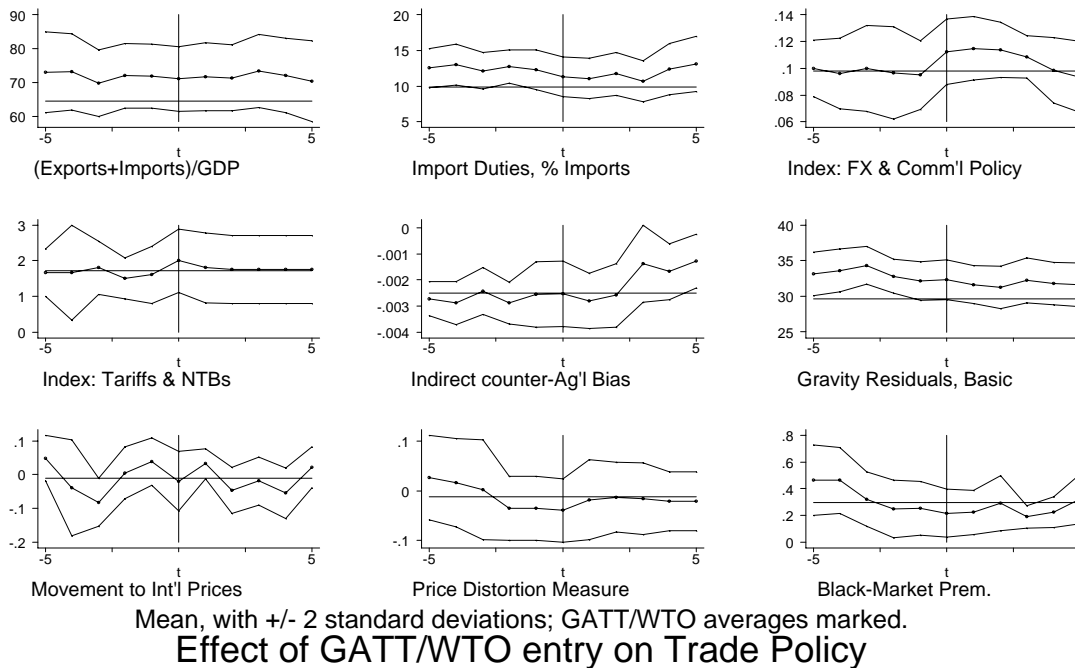 90
80
70
60
-5
5
t
(Exports+Imports)/GDP
20
15
10
5
-5
5
t
Import Duties, % Imports
.14
.12
.1
.08
.06
-5
5
t
Index: FX & Comm'l Policy
3
2
1
0
-5
5
t
Index: Tariffs & NTBs
0
-.001
-.002
-.003
-.004
-5
5
t
Indirect counter-Ag'l Bias
40
35
30
25
-5
5
t
Gravity Residuals, Basic
.1
0
-.1
-.2
-5
5
t
Movement to Int'l Prices
.1
0
-.1
-5
5
t
Price Distortion Measure
.8
.6
.4
.2
0
-5
5
t
Black-Market Prem.
Mean, with +/- 2 standard deviations; GATT/WTO averages marked.
Effect of GATT/WTO entry on Trade Policy